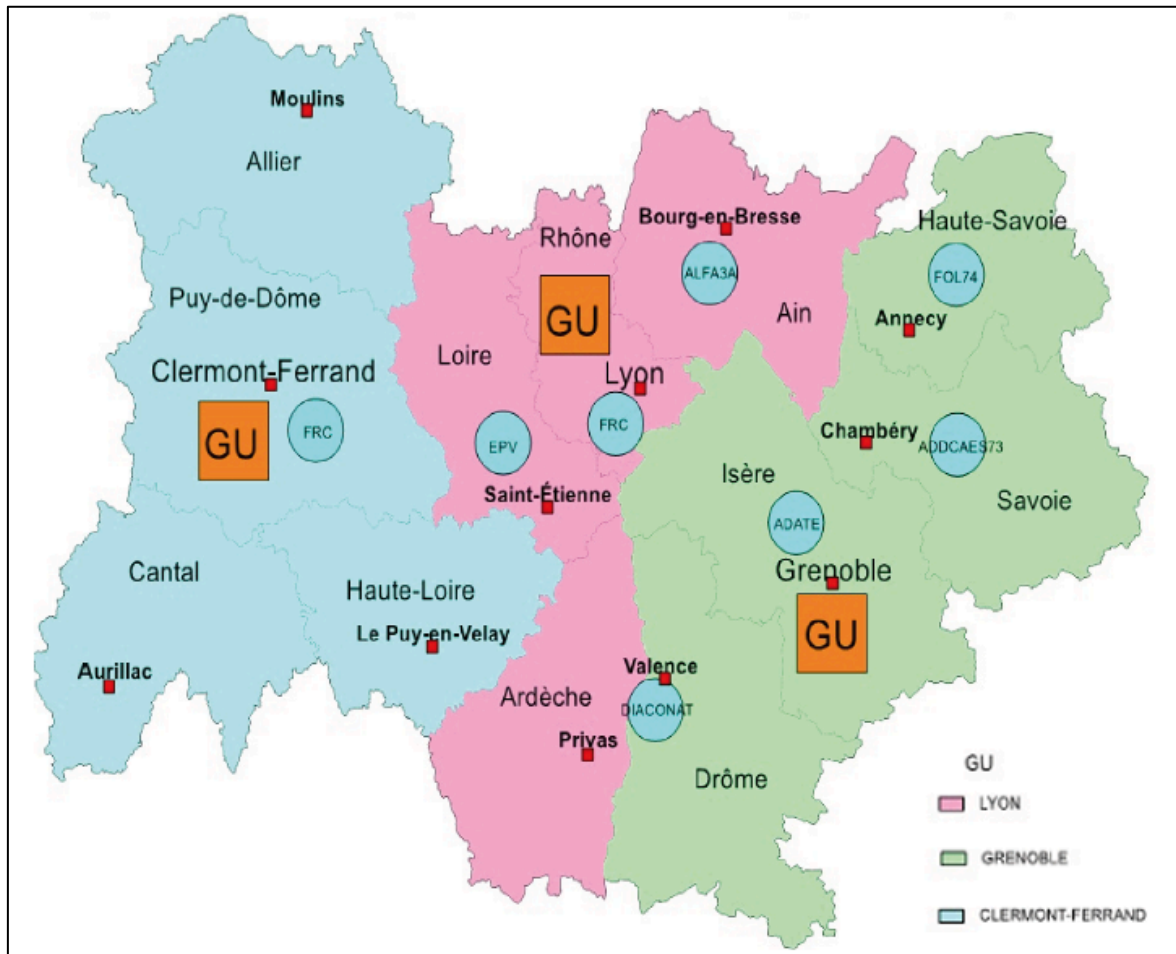 Moulins
Allier
Bourg-en-Bresse
Rhône
Haute-Savoie
ALFA3A
FOL74
Puy-de-Dôme
GU
Ain
Annecy
Loire
Clermont-Ferrand
Lyon
GU
FRC
EPV
FRC
Chambéry
ADDCAES73
Isère
Saint-Étienne
Savoie
ADATE
Cantal
Haute-Loire
Grenoble
Le Puy-en-Velay
GU
Aurillac
Valence
Ardèche
DIACONAT
Privas
Drôme
GU
LYON
GRENOBLE
CLERMONT-FERRAND